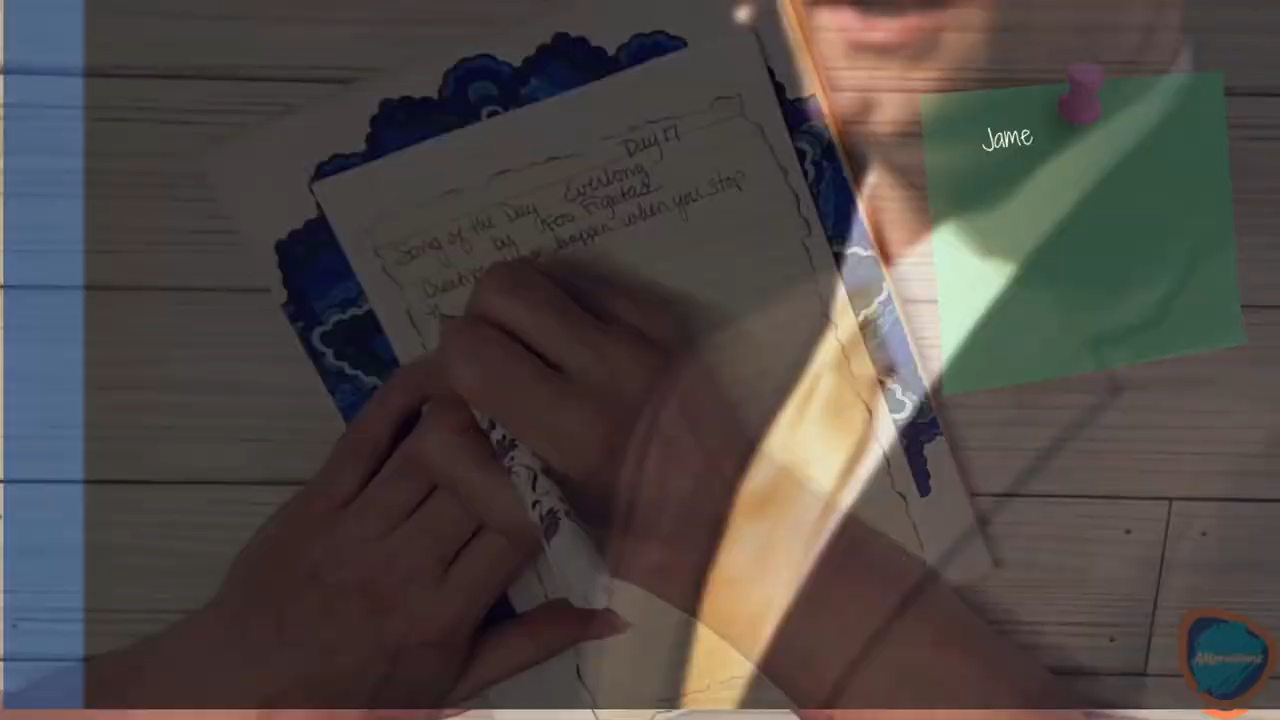 Day 17
Song of the Day Everlong
by Foo Fighters
happen when you stop
Jame